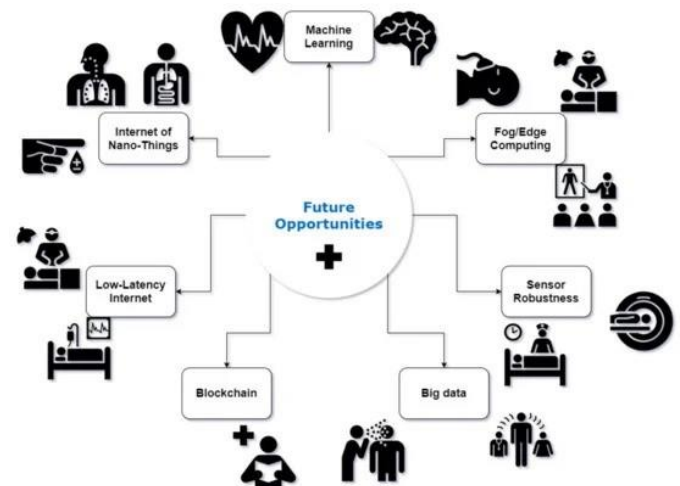 Machine
Learning
Internet of
Nano-Things
Fog/Edge
Computing
Future
Opportunities
Low-Latency
Internet
Sensor
Robustness
Blockchain
Big data